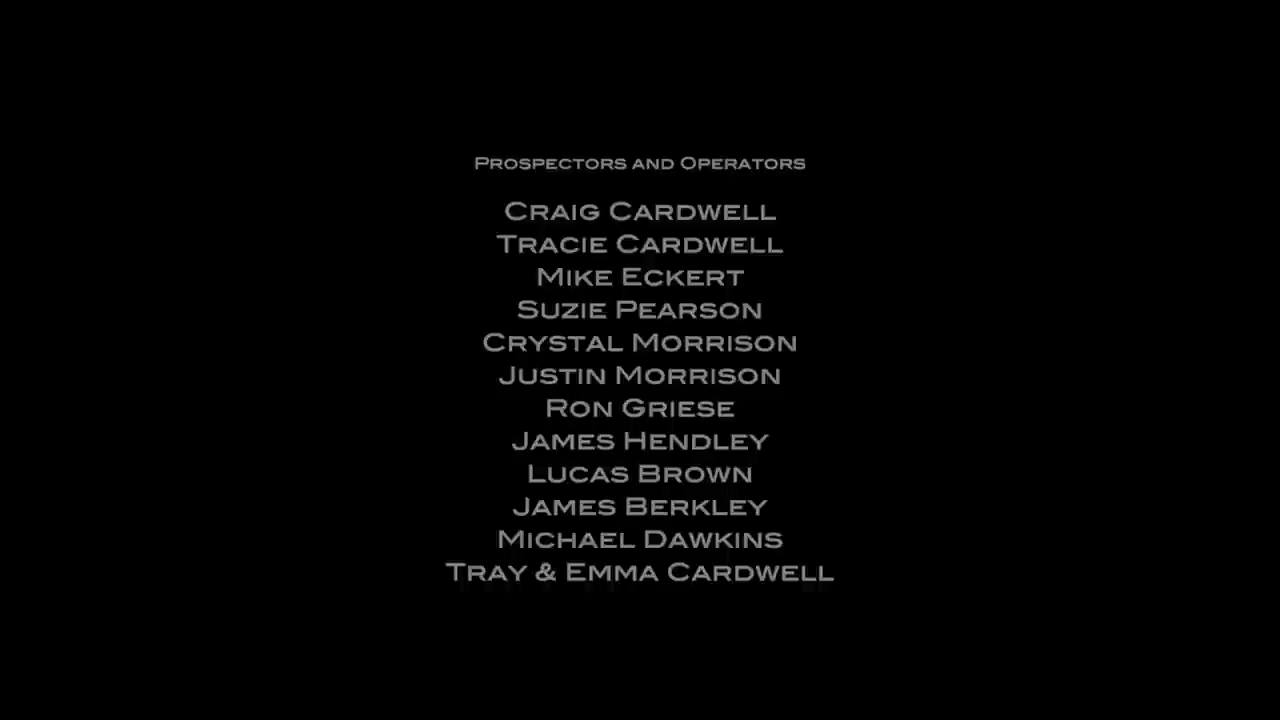 Prospectors and Operators
Craig Cardwell
Tracie Cardwell
Mike Eckert
Suzie Pearson
Crystal Morrison
Justin Morrison
Ron Griese
James Hendley
Lucas Brown
James Berkley
Michael Dawkins
Tray & Emma Cardwell